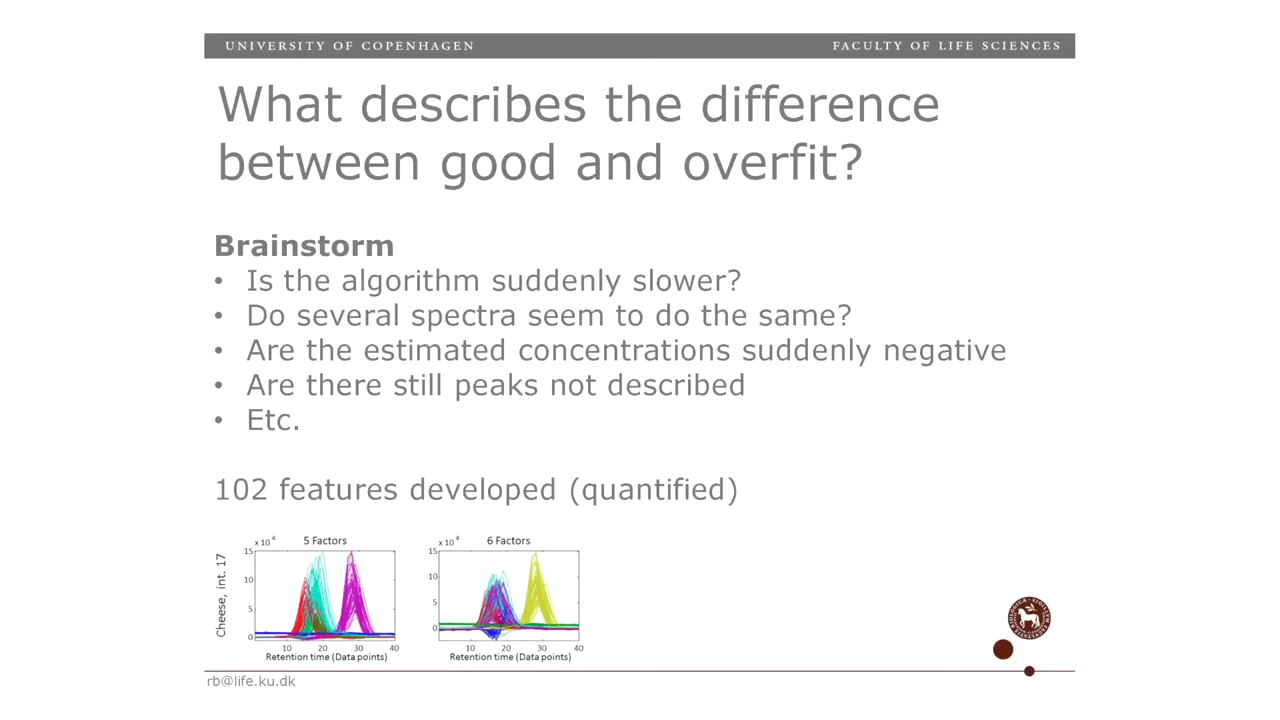 UNIVERSITY OF COPENHAGEN
FACULTY OF LIFE SCIENCES
What describes the difference
between good and overfit?
Brainstorm
• Is the algorithm suddenly slower?
• Do several spectra seem to do the same?
• Are the estimated concentrations suddenly negative
• Are there still peaks not described
• Etc.
102 features developed (quantified)
x 10 4
5 Factors
15
10
5
0
Cheese, int. 17
10 20 30 40
Retention time (Data points)
x 10 4
6 Factors
15
10
5
0
10 20 30 40
Retention time (Data points)
rb@life.ku.dk